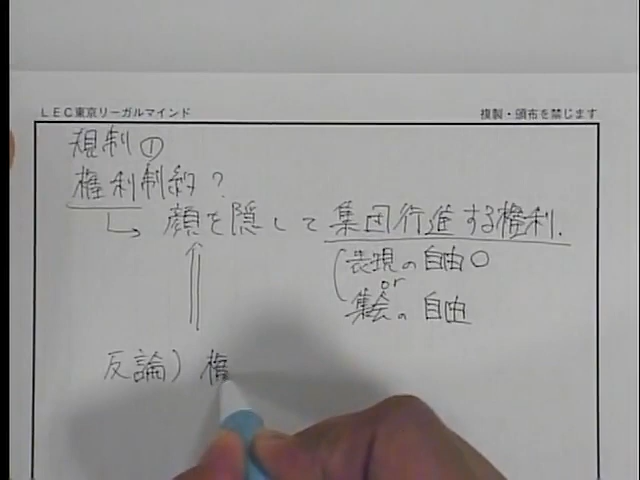 LEC東京リーガルマインド
複製・頒布を禁じます
規制①
権利制約?
顔を隠して集団行進する権利.
表現の自由○
or
集会の自由
反論) 権